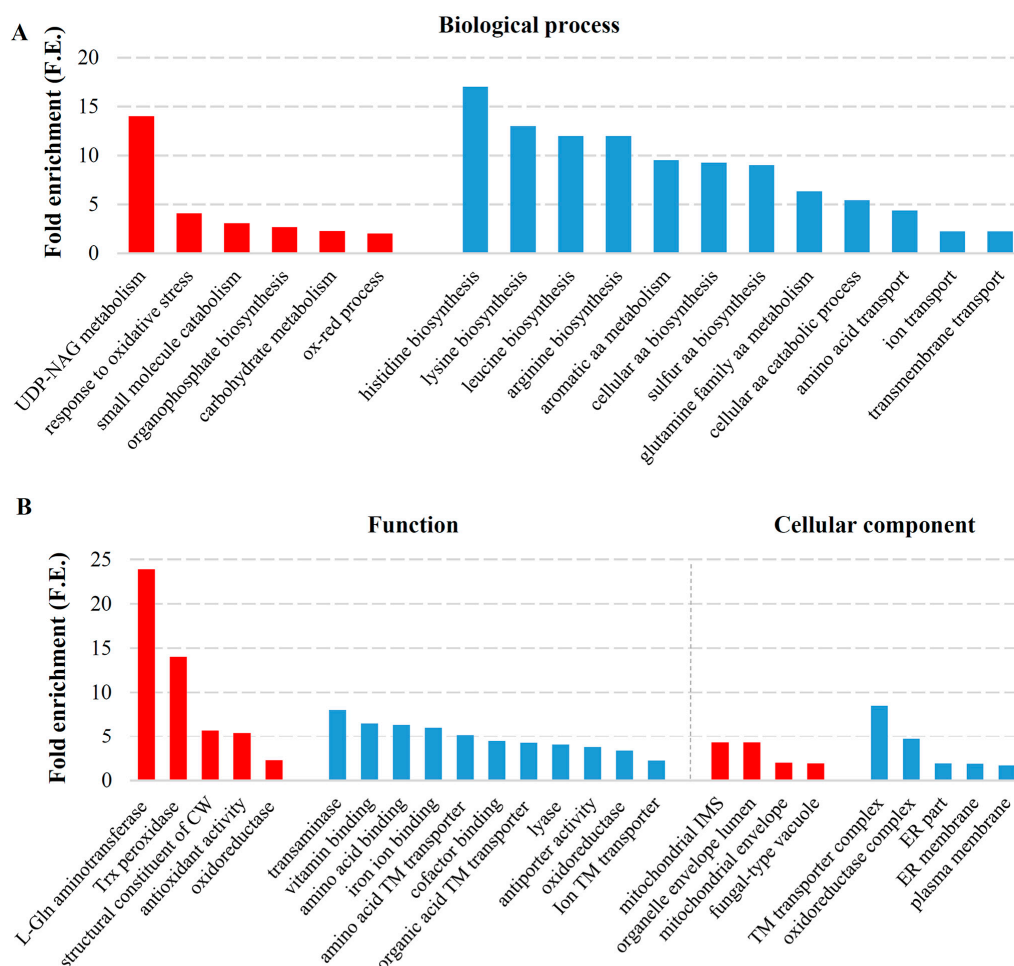 A
Biological process
Fold enrichment (F.E.)
20
15
10
5
0
UDP-NAG metabolism
response to oxidative stress
small molecule catabolism
organophosphate biosynthesis
carbohydrate metabolism
ox-red process
histidine biosynthesis
lysine biosynthesis
leucine biosynthesis
arginine biosynthesis
aromatic aa metabolism
cellular aa biosynthesis
sulfur aa biosynthesis
glutamine family aa metabolism
cellular aa catabolic process
amino acid transport
ion transport
transmembrane transport
B
Function
Cellular component
Fold enrichment (F.E.)
25
20
15
10
5
0
L-Gln aminotransferase
Trx peroxidase
structural constituent of CW
antioxidant activity
oxidoreductase
transaminase
vitamin binding
amino acid binding
iron ion binding
amino acid TM transporter
cofactor binding
organic acid TM transporter
lyase
antiporter activity
oxidoreductase
Ion TM transporter
mitochondrial IMS
organelle envelope lumen
mitochondrial envelope
fungal-type vacuole
TM transporter complex
oxidoreductase complex
ER part
ER membrane
plasma membrane